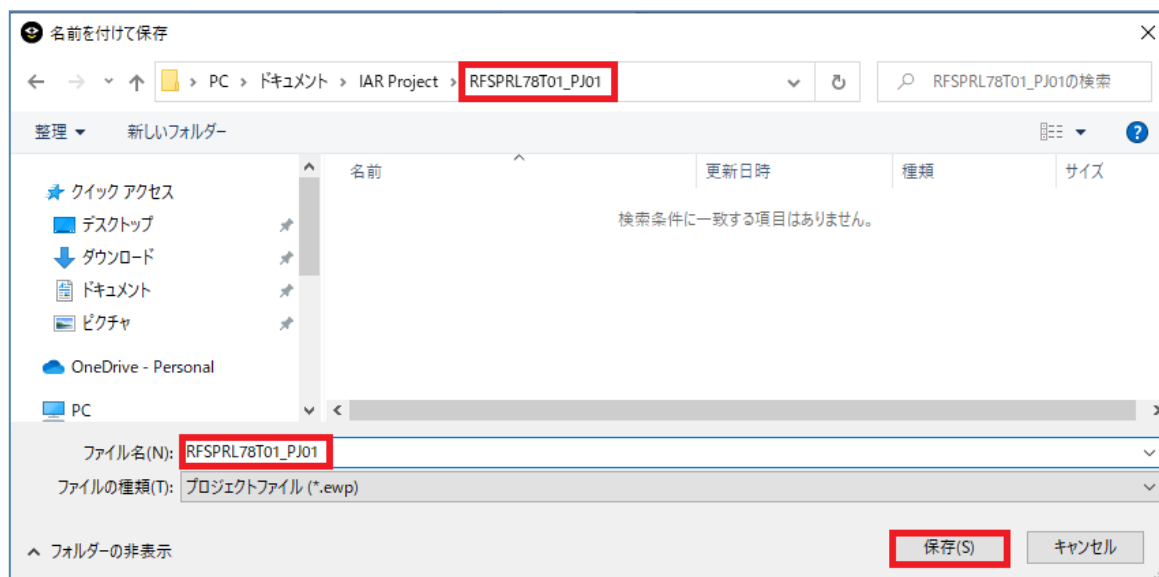 名前を付けて保存
PC > ドキュメント > IAR Project > RFSPRL78T01_PJ01
RFSPRL78T01_PJ01の検索
整理
新しいフォルダー
名前
更新日時
種類
サイズ
検索条件に一致する項目はありません。
クイック アクセス
デスクトップ
ダウンロード
ドキュメント
ピクチャ
OneDrive - Personal
PC
ファイル名(N): RFSPRL78T01_PJ01
ファイルの種類(T): プロジェクトファイル (*.ewp)
フォルダーの非表示
保存(S)
キャンセル